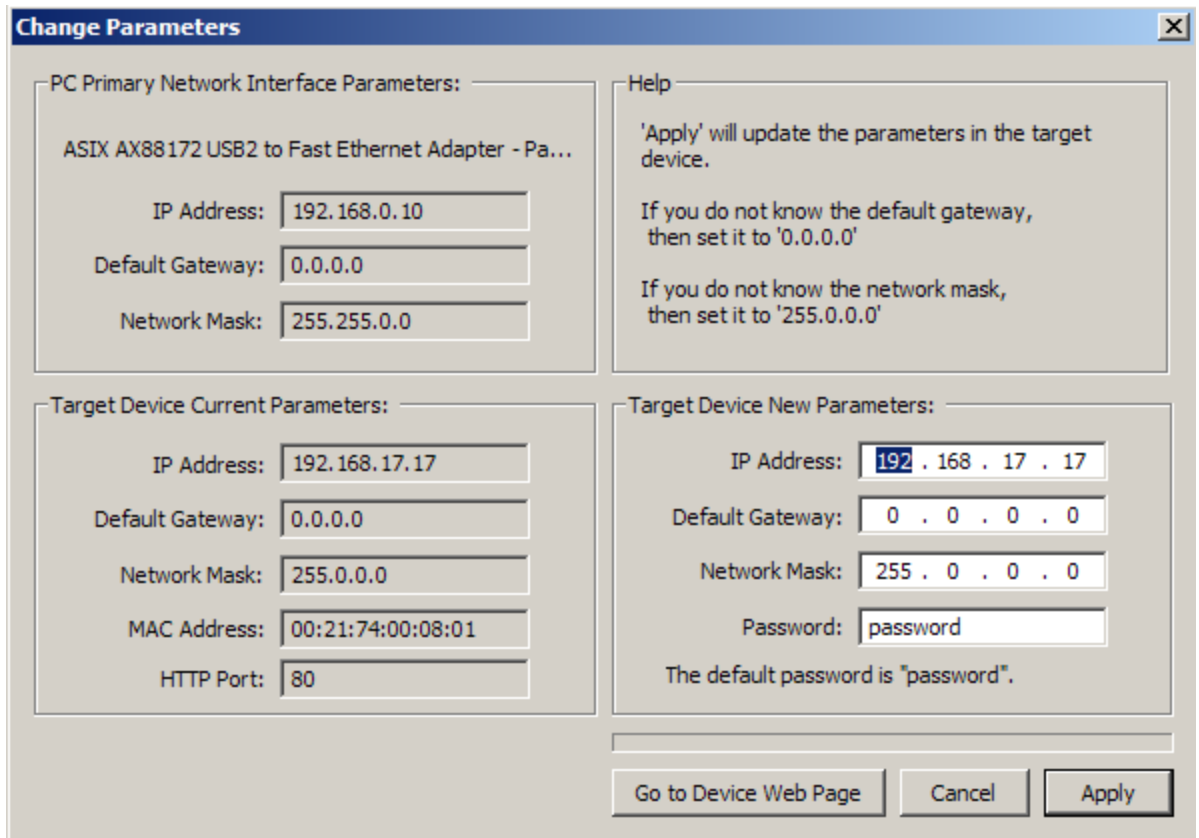 Change Parameters
PC Primary Network Interface Parameters:
ASIX AX88172 USB2 to Fast Ethernet Adapter - Pa...
IP Address: 192.168.0.10
Default Gateway: 0.0.0.0
Network Mask: 255.255.0.0
Help
'Apply' will update the parameters in the target
device.
If you do not know the default gateway,
then set it to '0.0.0.0'
If you do not know the network mask,
then set it to '255.0.0.0'
Target Device Current Parameters:
IP Address: 192.168.17.17
Default Gateway: 0.0.0.0
Network Mask: 255.0.0.0
MAC Address: 00:21:74:00:08:01
HTTP Port: 80
Target Device New Parameters:
IP Address: 192 . 168 . 17 . 17
Default Gateway: 0 . 0 . 0 . 0
Network Mask: 255 . 0 . 0 . 0
Password: password
The default password is "password".
Go to Device Web Page
Cancel
Apply